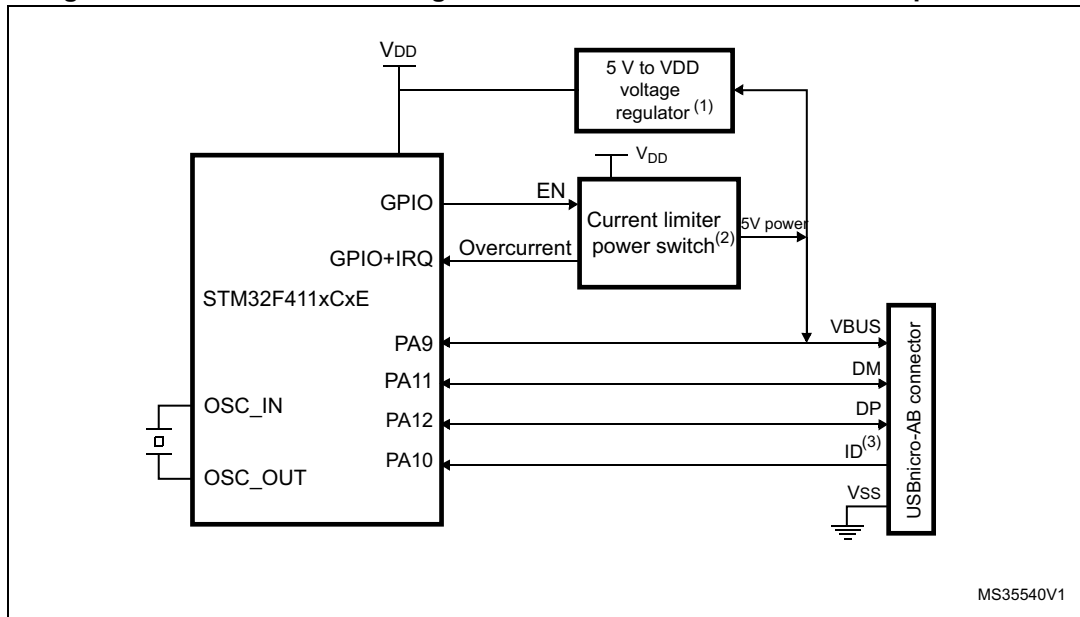 VDD
5 V to VDD
voltage
regulator (1)
VDD
GPIO
EN
Current limiter
power switch(2)
5V power
GPIO+IRQ
Overcurrent
STM32F411xCxE
PA9
VBUS
PA11
DM
OSC_IN
PA12
DP
PA10
ID(3)
OSC_OUT
VSS
USBnicro-AB connector
MS35540V1